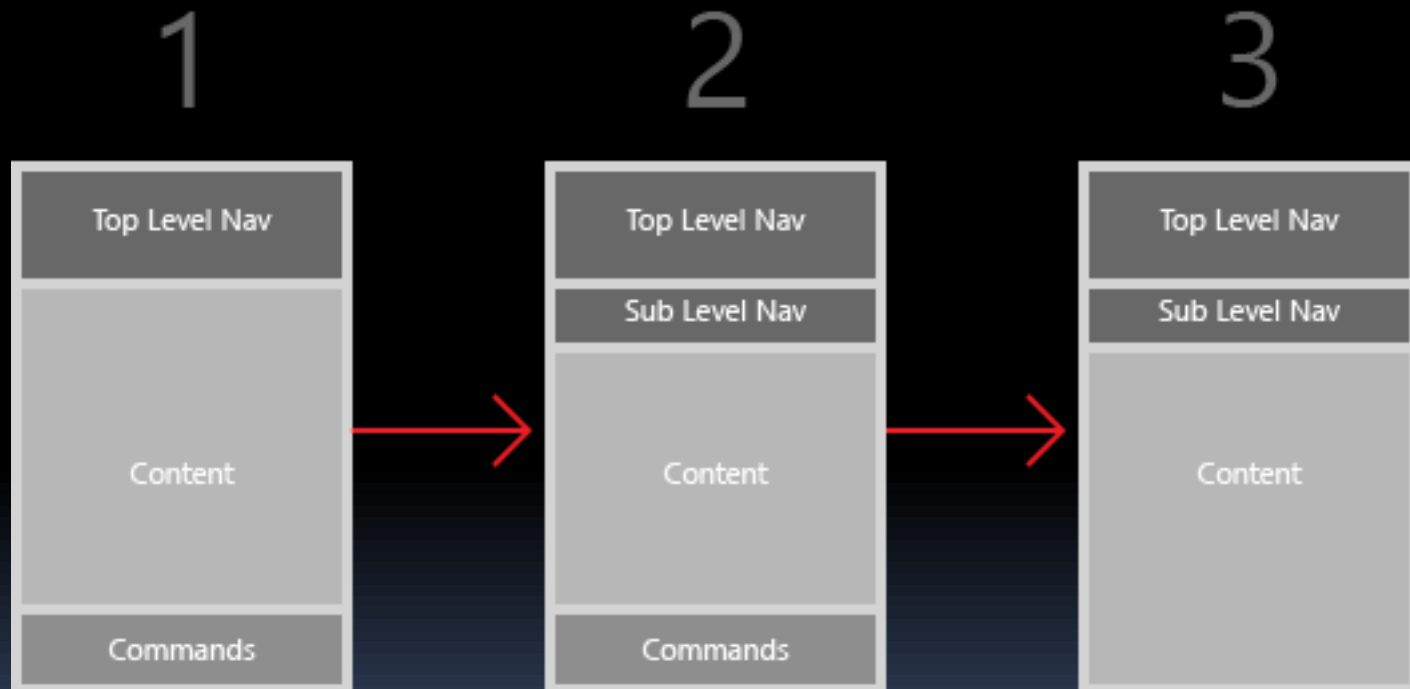 1
2
3
Top Level Nav
Content
Commands
Top Level Nav
Sub Level Nav
Content
Commands
Top Level Nav
Sub Level Nav
Content